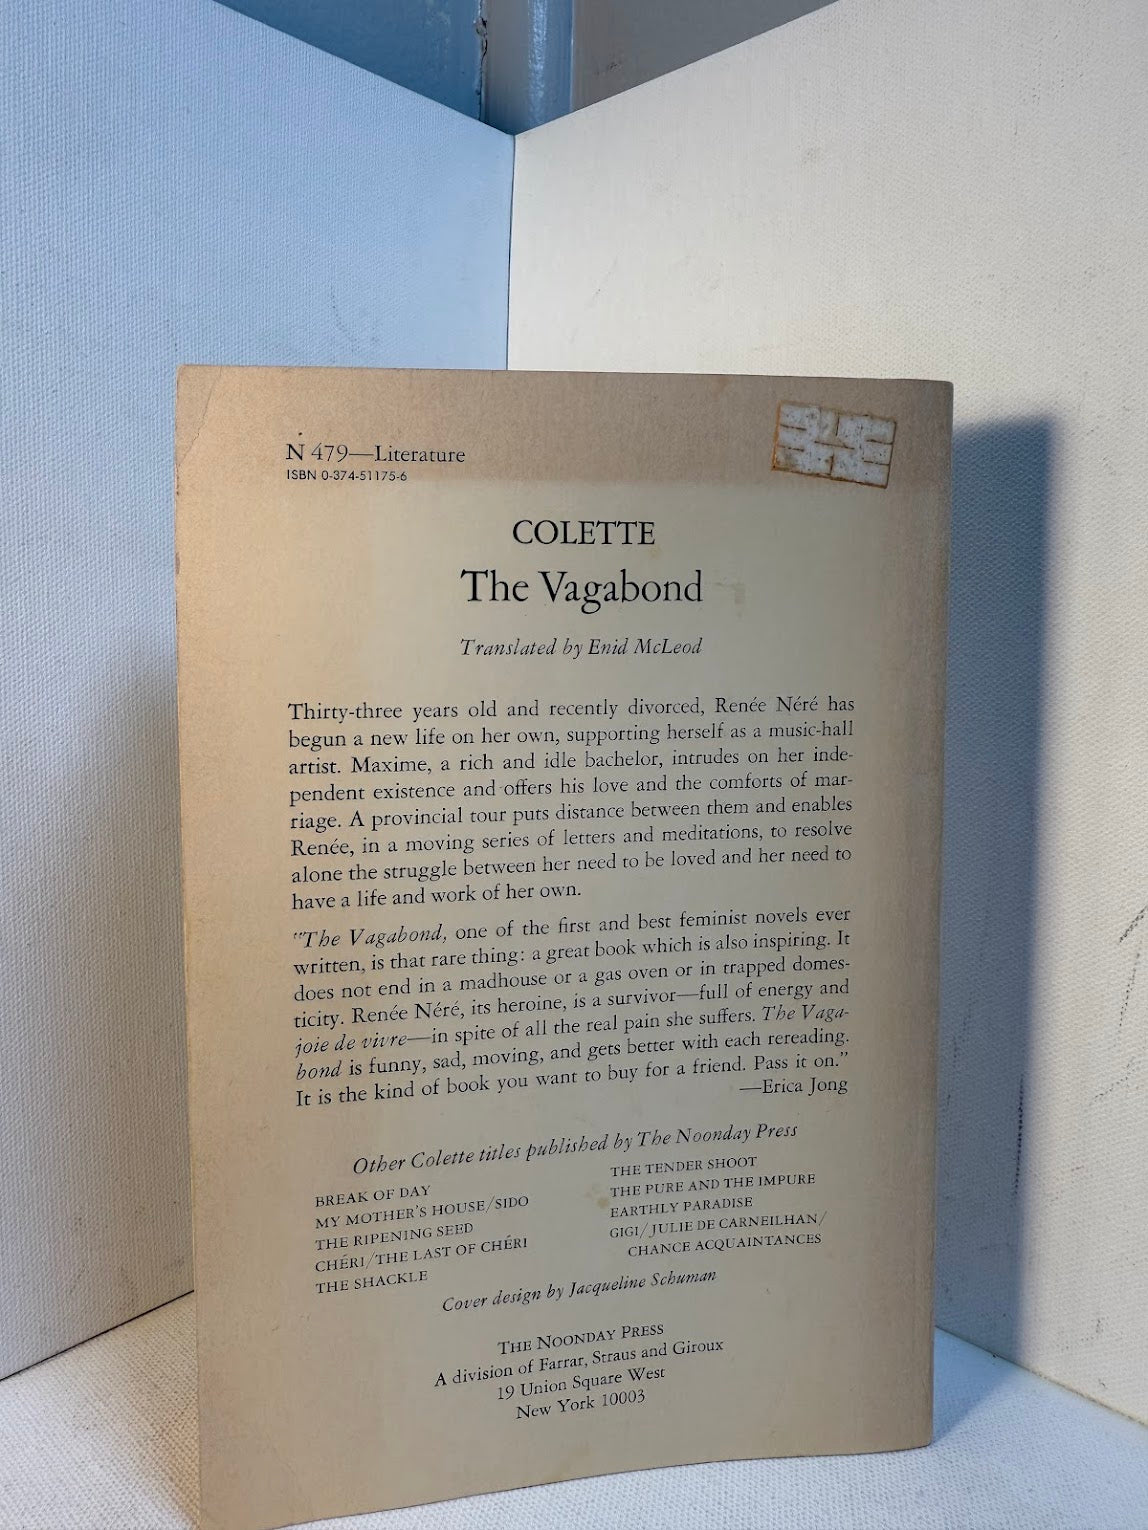 N 479—Literature
ISBN 0-374-51175-6
COLETTE
The Vagabond
Translated by Enid McLeod
Thirty-three years old and recently divorced, Renée Néré has
begun a new life on her own, supporting herself as a music-hall
artist. Maxime, a rich and idle bachelor, intrudes on her inde-
pendent existence and offers his love and the comforts of mar-
riage. A provincial tour puts distance between them and enables
Renée, in a moving series of letters and meditations, to resolve
alone the struggle between her need to be loved and her need to
have a life and work of her own.
"The Vagabond, one of the first and best feminist novels ever
written, is that rare thing: a great book which is also inspiring. It
does not end in a madhouse or a gas oven or in trapped domes-
ticity. Renée Néré, its heroine, is a survivor—full of energy and
joie de vivre—in spite of all the real pain she suffers. The Vaga-
bond is funny, sad, moving, and gets better with each rereading.
It is the kind of book you want to buy for a friend. Pass it on."
—Erica Jong
Other Colette titles published by The Noonday Press
BREAK OF DAY
MY MOTHER'S HOUSE/SIDO
THE RIPENING SEED
CHÉRI/THE LAST OF CHÉRI
THE SHACKLE
THE TENDER SHOOT
THE PURE AND THE IMPURE
EARTHLY PARADISE
GIGI/JULIE DE CARNEILHAN/
CHANCE ACQUAINTANCES
Cover design by Jacqueline Schuman
THE NOONDAY PRESS
A division of Farrar, Straus and Giroux
19 Union Square West
New York 10003